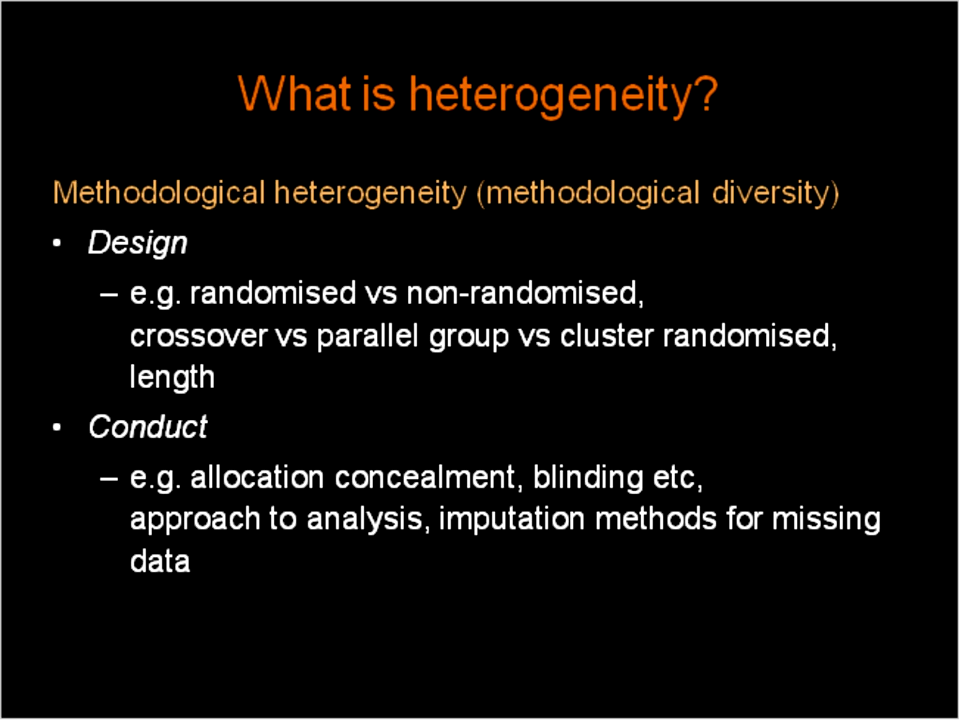 What is heterogeneity?
Methodological heterogeneity (methodological diversity)
• Design
– e.g. randomised vs non-randomised,
crossover vs parallel group vs cluster randomised,
length
• Conduct
– e.g. allocation concealment, blinding etc,
approach to analysis, imputation methods for missing
data